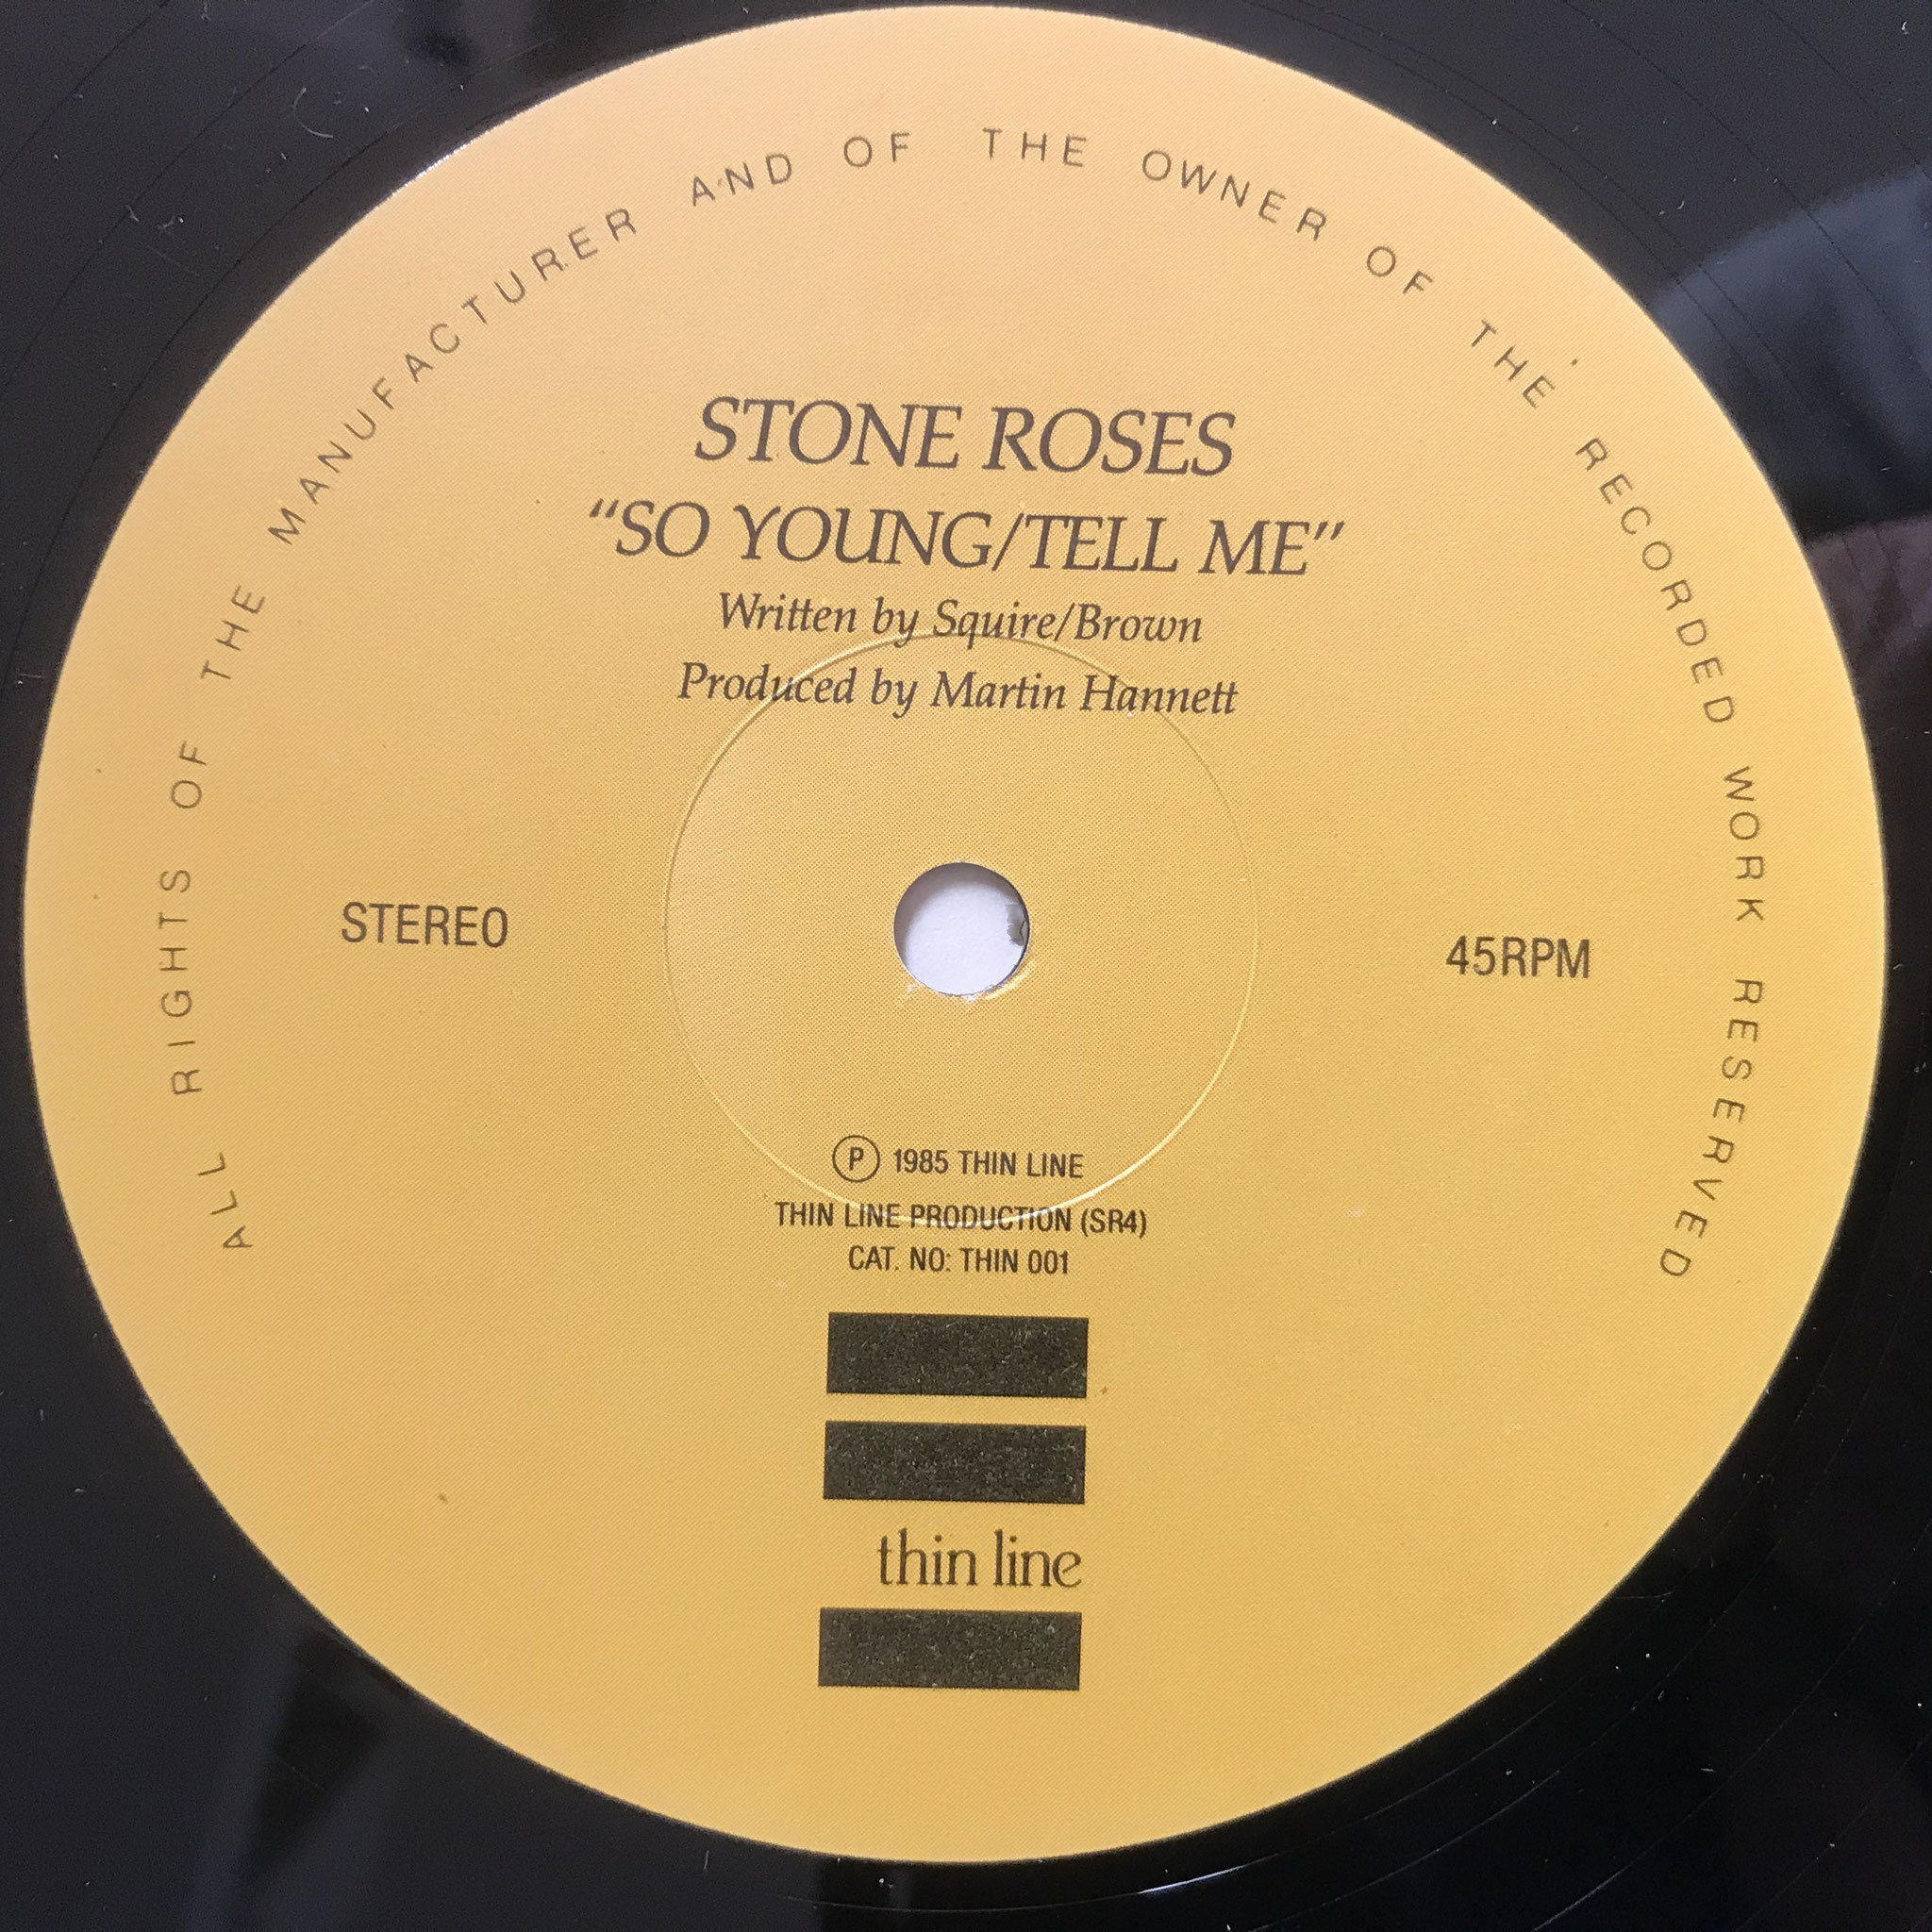 ALL RIGHTS OF THE MANUFACTURER AND OF THE OWNER OF THE RECORDED WORK RESERVED
STONE ROSES
“SO YOUNG/TELL ME”
Written by Squire/Brown
Produced by Martin Hannett
STEREO
45RPM
Ⓟ 1985 THIN LINE
THIN LINE PRODUCTION (SR4)
CAT. NO: THIN 001
thin line